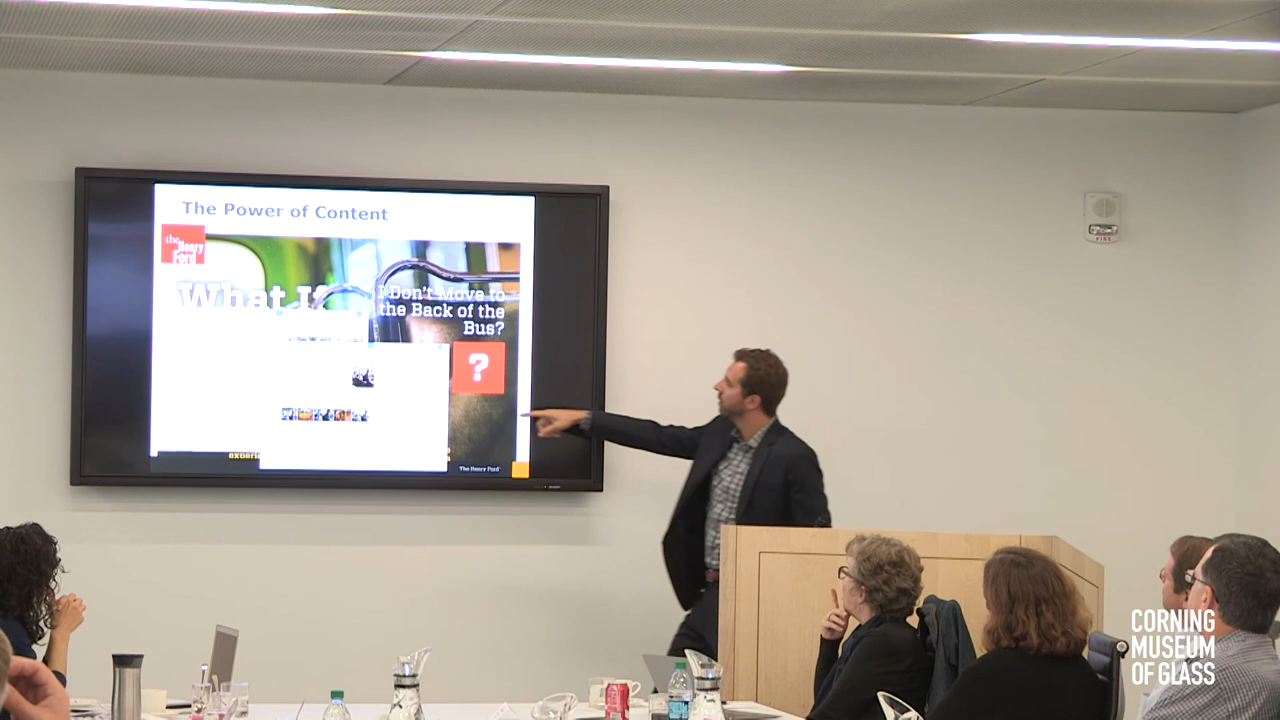 The Power of Content
the
Henry
Ford
What If
I Don't Move to
the Back of the
Bus?
?
The Henry Ford
FIRE
CORNING
MUSEUM
OF GLASS